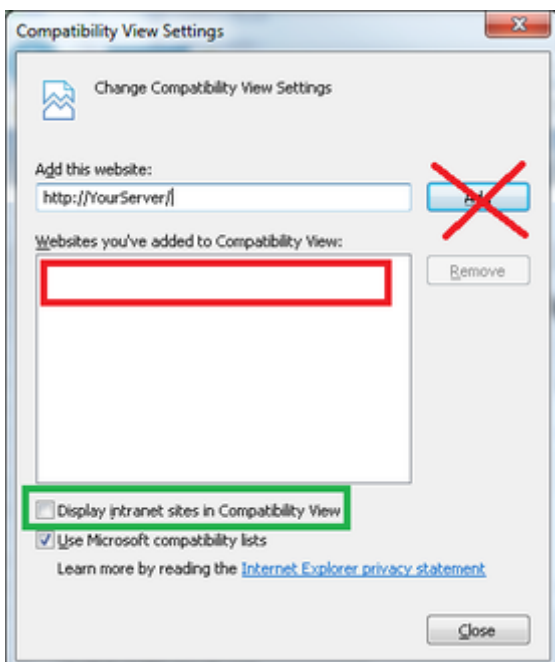 Compatibility View Settings
Change Compatibility View Settings
Add this website:
http://YourServer/
Add
Websites you've added to Compatibility View:
Remove
Display intranet sites in Compatibility View
Use Microsoft compatibility lists
Learn more by reading the Internet Explorer privacy statement
Close